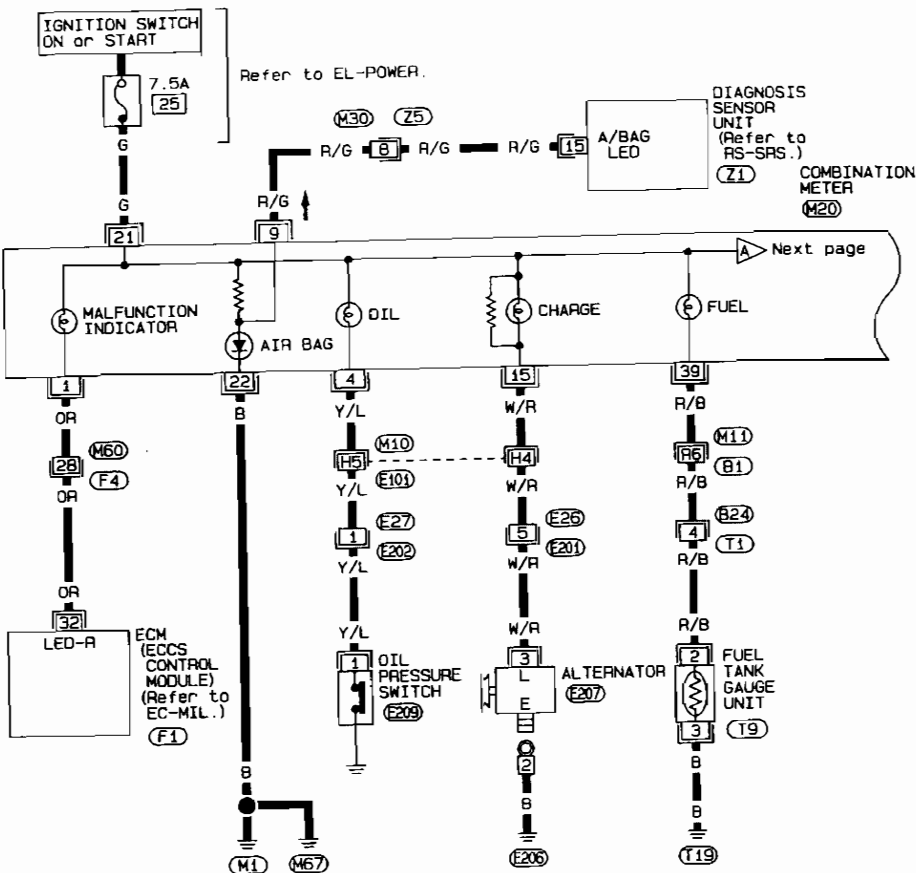 IGNITION SWITCH
ON or START
7.5A
25
Refer to EL-POWER.
G
G
21
M30
Z5
R/G
8
R/G
R/G
15
A/BAG
LED
DIAGNOSIS
SENSOR
UNIT
(Refer to
RS-SRS.)
Z1
R/G
9
COMBINATION
METER
M20
A
Next page
MALFUNCTION
INDICATOR
AIR BAG
OIL
CHARGE
FUEL
1
22
4
15
39
OR
B
Y/L
W/R
R/B
28
M60
F4
H5
M10
E101
H4
R6
M11
B1
OR
Y/L
W/R
R/B
1
E27
E202
5
E26
E201
4
B24
T1
Y/L
W/R
R/B
OR
Y/L
W/R
R/B
32
LED-R
ECM
(ECCS
CONTROL
MODULE)
(Refer to
EC-MIL.)
F1
1
OIL
PRESSURE
SWITCH
E209
3
L
E
ALTERNATOR
E207
2
FUEL
TANK
GAUGE
UNIT
3
T9
2
B
B
B
B
M1
M67
E206
T19